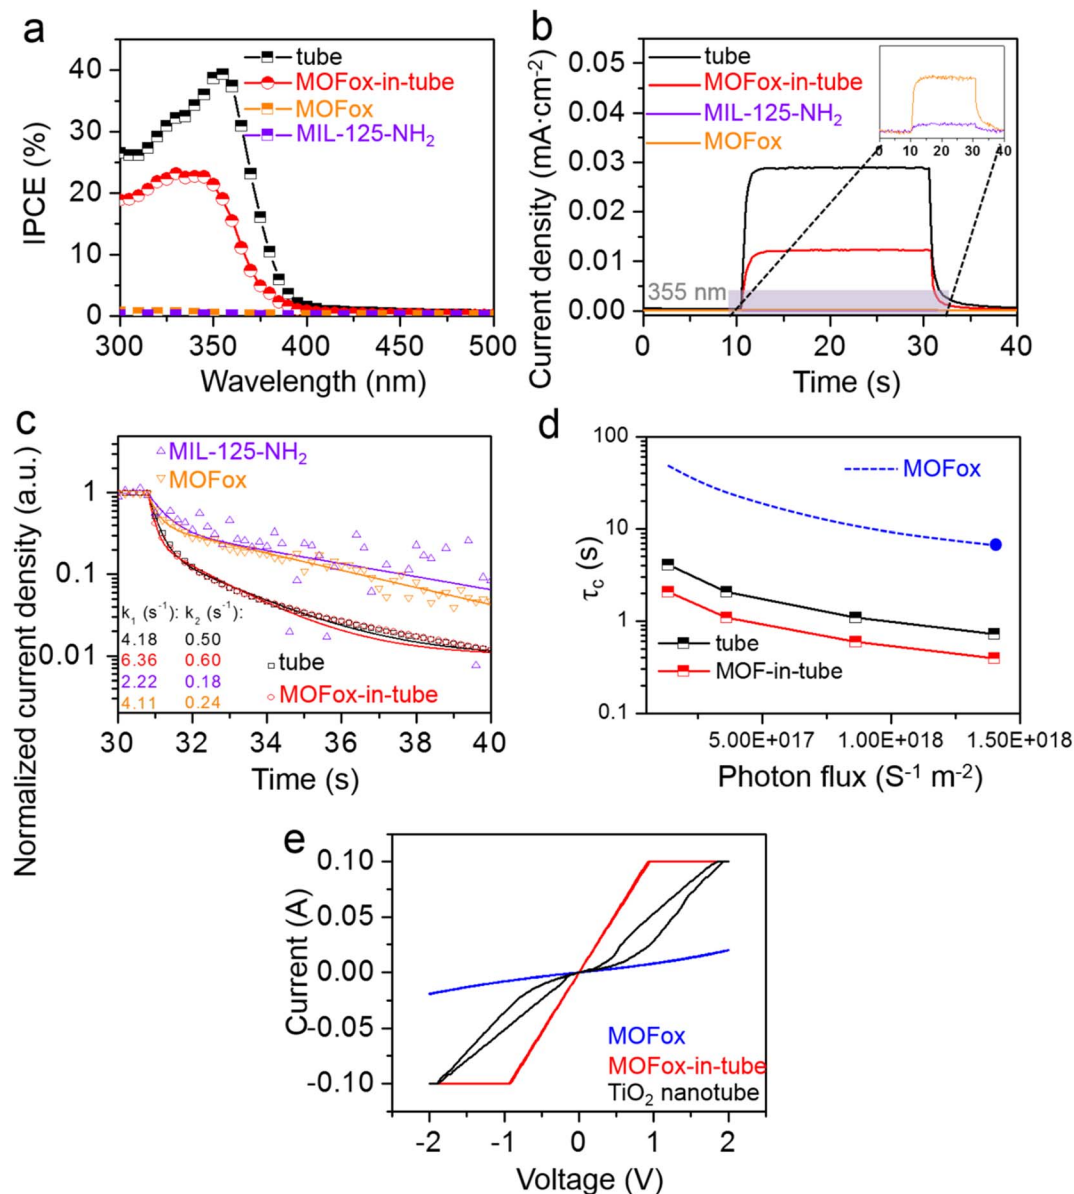 a
tube
MOFox-in-tube
MOFox
MIL-125-NH₂
IPCE (%)
40
30
20
10
0
300 350 400 450 500
Wavelength (nm)
b
tube
MOFox-in-tube
MIL-125-NH₂
MOFox
Current density (mA·cm⁻²)
0.05
0.04
0.03
0.02
0.01
0.00
355 nm
0 10 20 30 40
0 10 20 30 40
Time (s)
c
MIL-125-NH₂
MOFox
Normalized current density (a.u.)
1
0.1
0.01
k₁ (s⁻¹): k₂ (s⁻¹):
4.18 0.50
6.36 0.60
2.22 0.18
4.11 0.24
tube
MOFox-in-tube
30 32 34 36 38 40
Time (s)
d
MOFox
τc (s)
100
10
1
0.1
tube
MOF-in-tube
5.00E+017 1.00E+018 1.50E+018
Photon flux (S⁻¹ m⁻²)
e
Current (A)
0.10
0.05
0.00
-0.05
-0.10
MOFox
MOFox-in-tube
TiO₂ nanotube
-2 -1 0 1 2
Voltage (V)